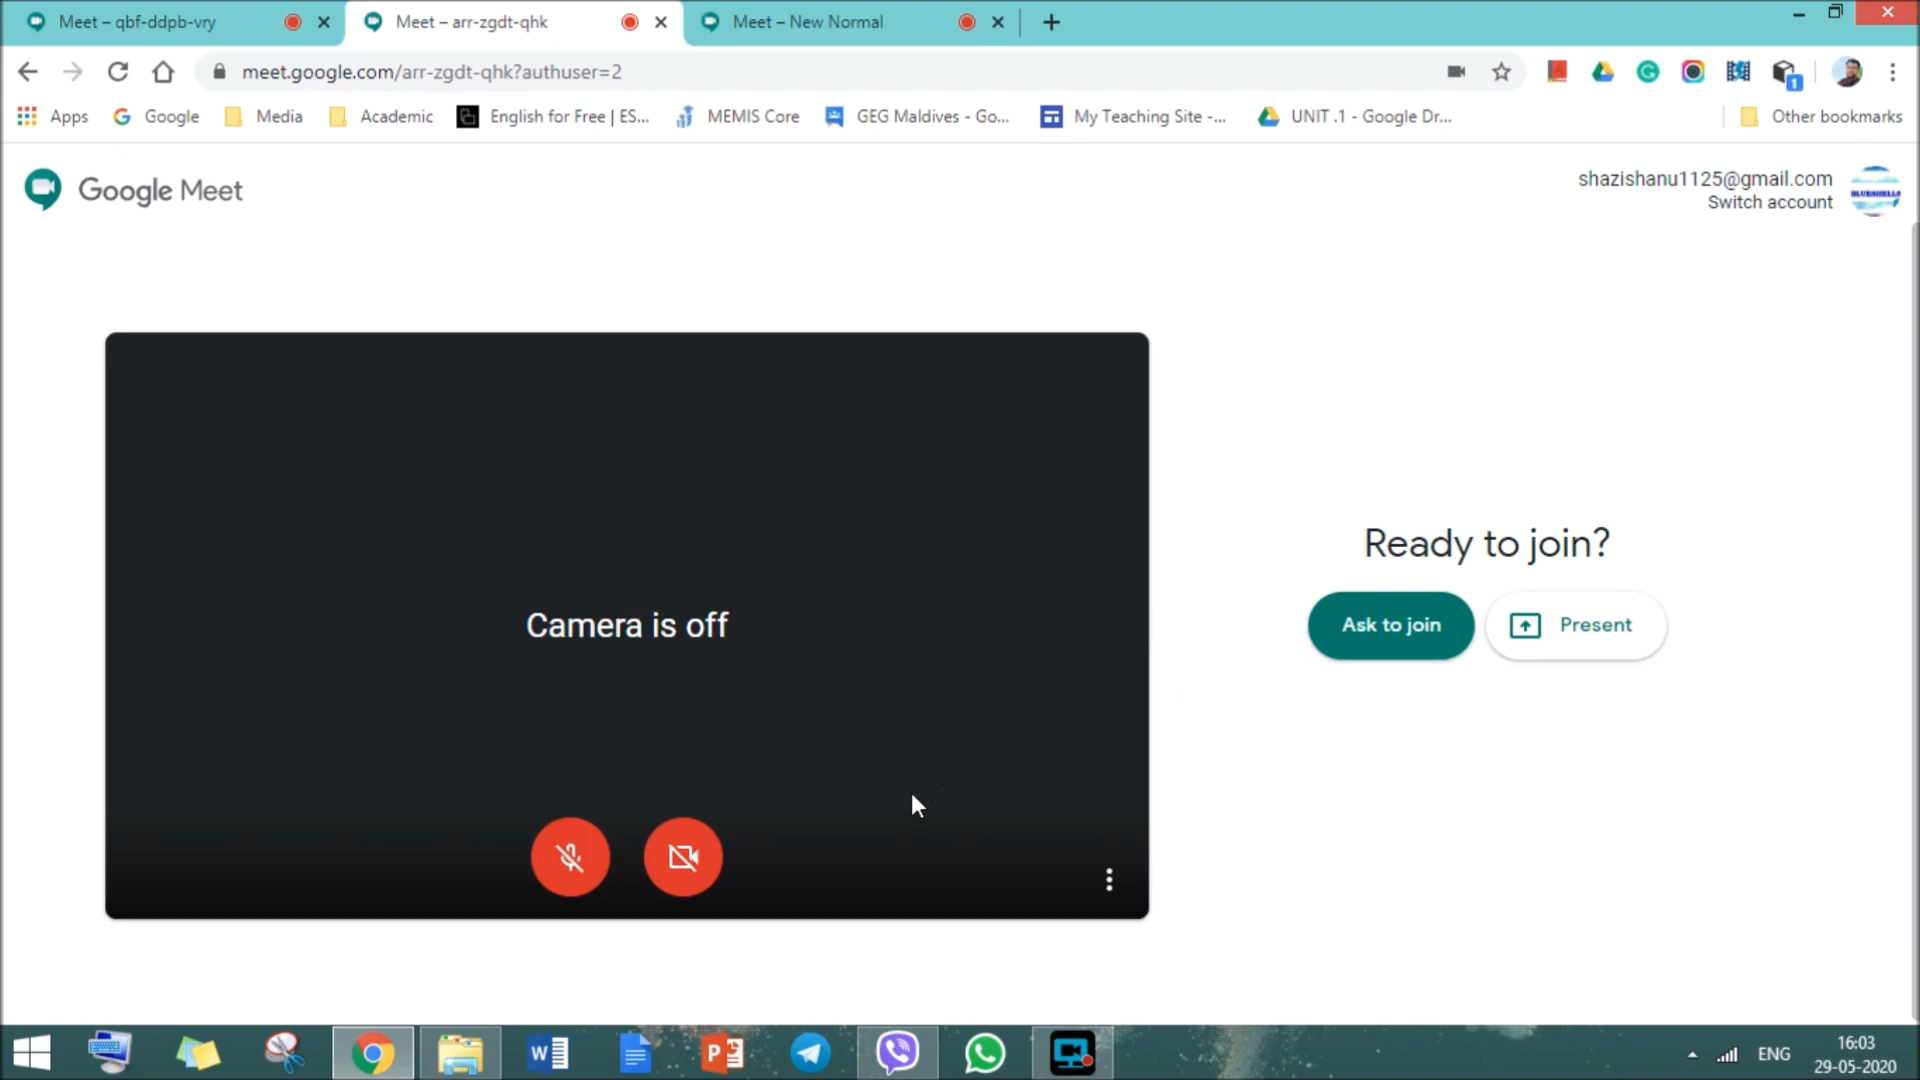 Meet – qbf-ddpb-vry
Meet – arr-zgdt-qhk
Meet – New Normal
meet.google.com/arr-zgdt-qhk?authuser=2
1
Apps
Google
Media
Academic
English for Free | ES...
MEMIS Core
GEG Maldives - Go...
My Teaching Site -...
UNIT .1 - Google Dr...
Other bookmarks
Google Meet
shazishanu1125@gmail.com
Switch account
BLUESHELLS
Camera is off
Ready to join?
Ask to join
Present
ENG
16:03
29-05-2020